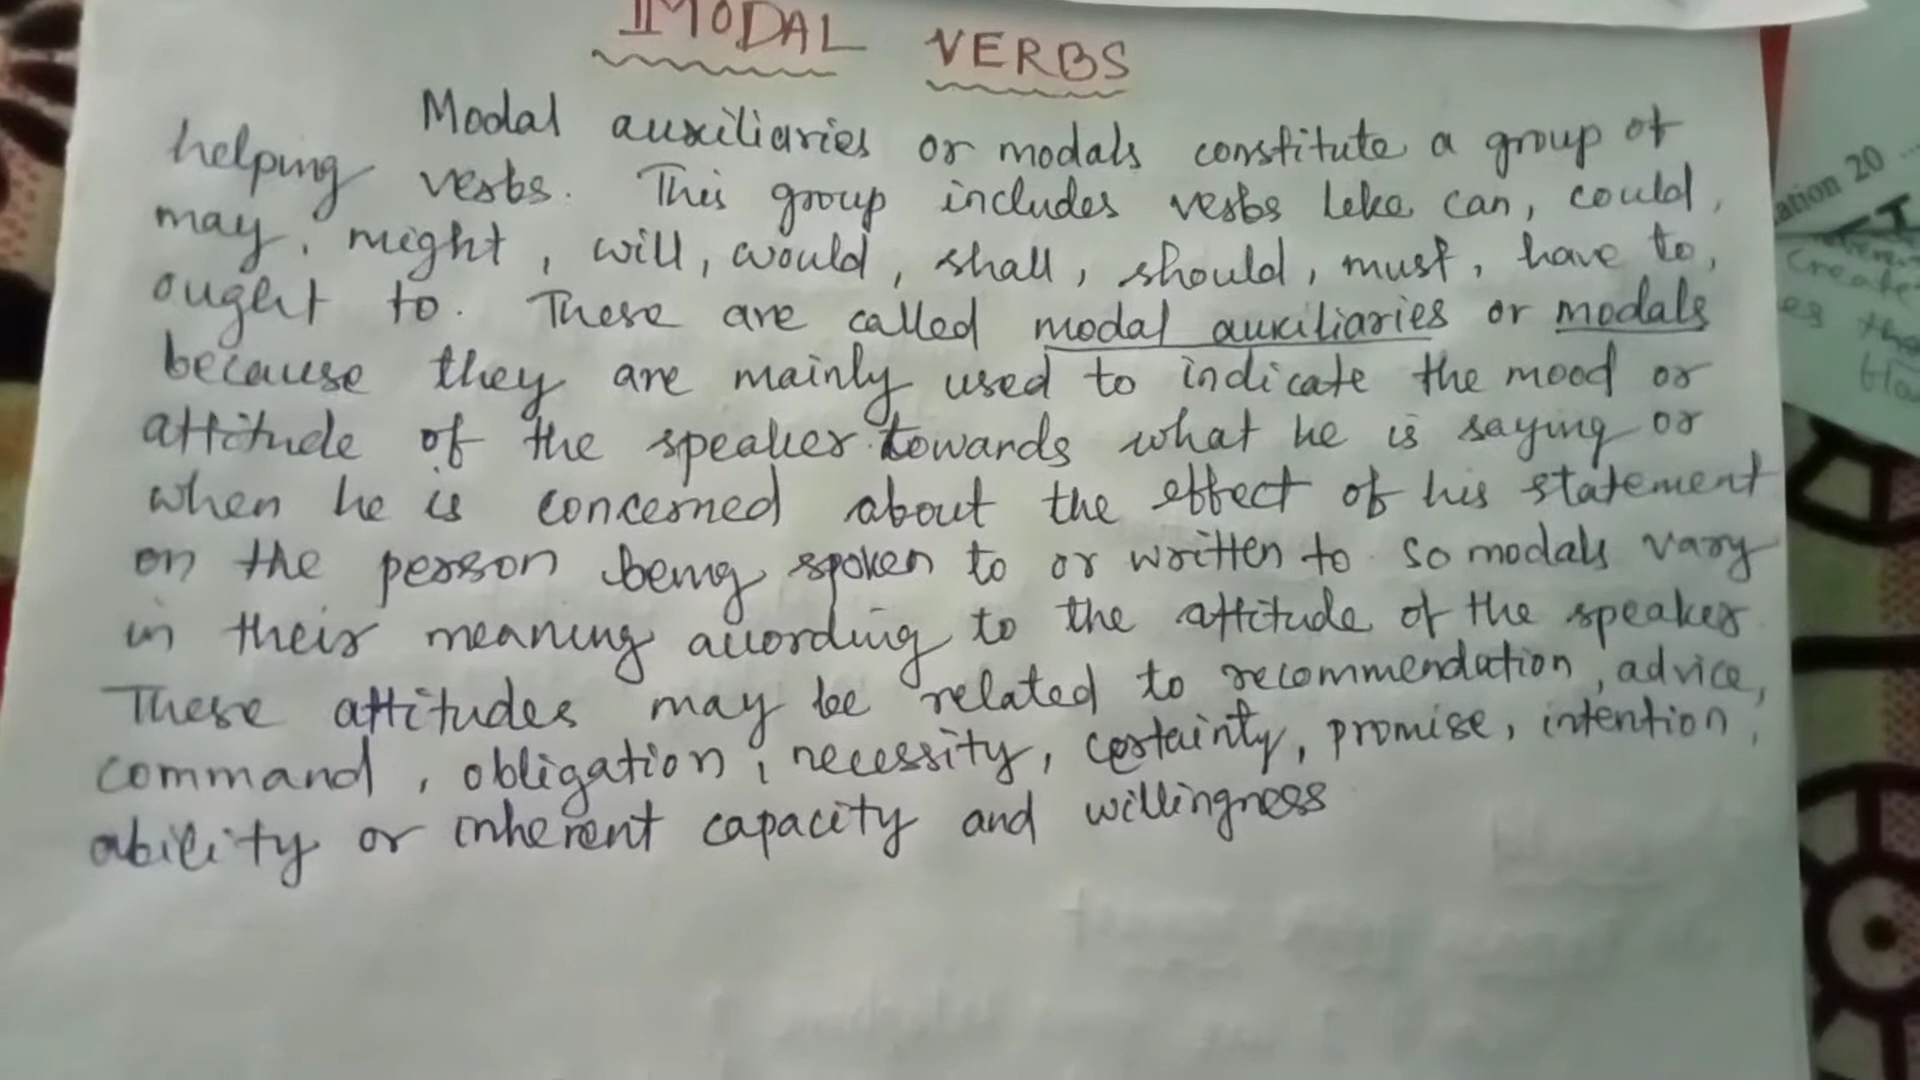 MODAL VERBS
Modal auxiliaries or modals constitute a group of
helping verbs. This group includes verbs like can, could,
may, might, will, would, shall, should, must, have to,
ought to. These are called modal auxiliaries or modals
because they are mainly used to indicate the mood or
attitude of the speaker towards what he is saying or
when he is concerned about the effect of his statement
on the person being spoken to or written to. So modals vary
in their meaning according to the attitude of the speaker.
These attitudes may be related to recommendation, advice,
command, obligation, necessity, certainty, promise, intention,
ability or inherent capacity and willingness
ation 20
create